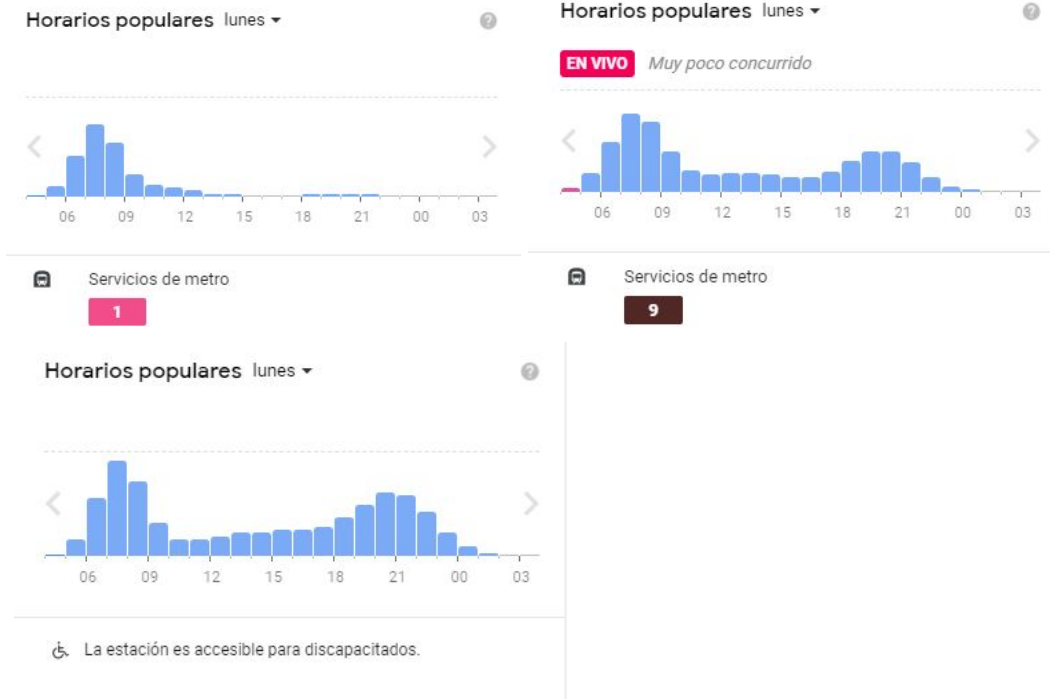 Horarios populares lunes
06 09 12 15 18 21 00 03
Servicios de metro
1
Horarios populares lunes
EN VIVO Muy poco concurrido
06 09 12 15 18 21 00 03
Servicios de metro
9
Horarios populares lunes
06 09 12 15 18 21 00 03
La estación es accesible para discapacitados.